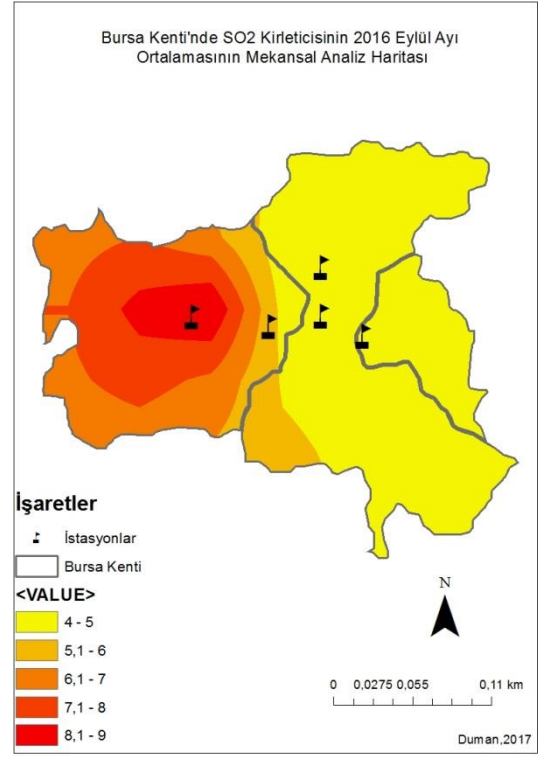 Bursa Kenti'nde SO2 Kirleticisinin 2016 Eylül Ayı
Ortalamasının Mekansal Analiz Haritası
İşaretler
İstasyonlar
Bursa Kenti
<VALUE>
4 - 5
5,1 - 6
6,1 - 7
7,1 - 8
8,1 - 9
N
0 0,0275 0,055 0,11 km
Duman,2017